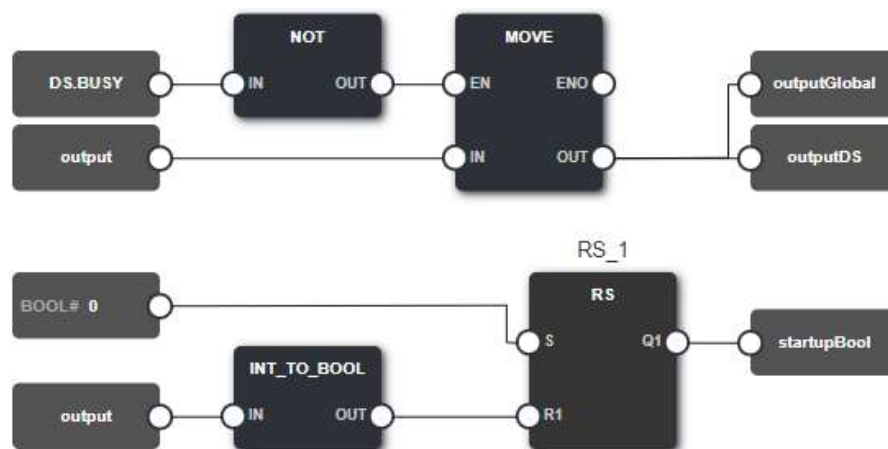 NOT
MOVE
DS.BUSY
IN
OUT
EN
ENO
outputGlobal
output
IN
OUT
outputDS
RS_1
RS
BOOL# 0
S
Q1
startupBool
INT_TO_BOOL
output
IN
OUT
R1